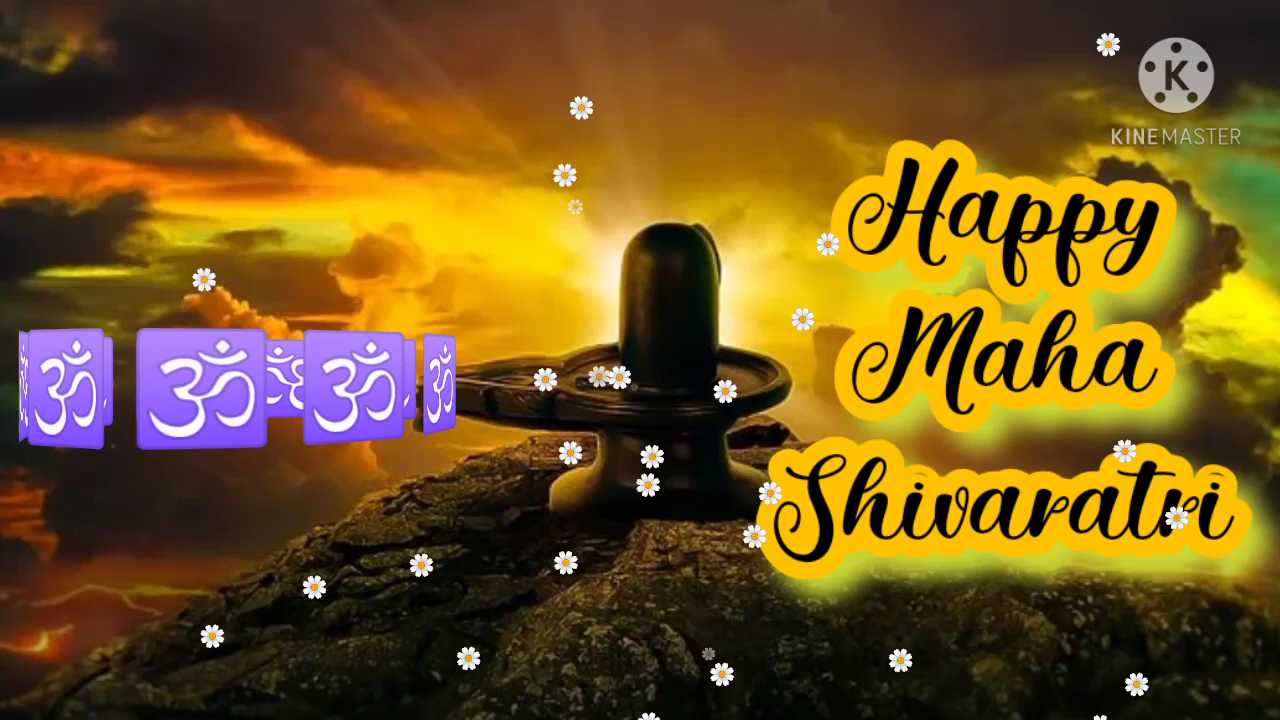 K
KINEMASTER
Happy
Maha
Shivaratri
ॐ ॐ ॐ ॐ